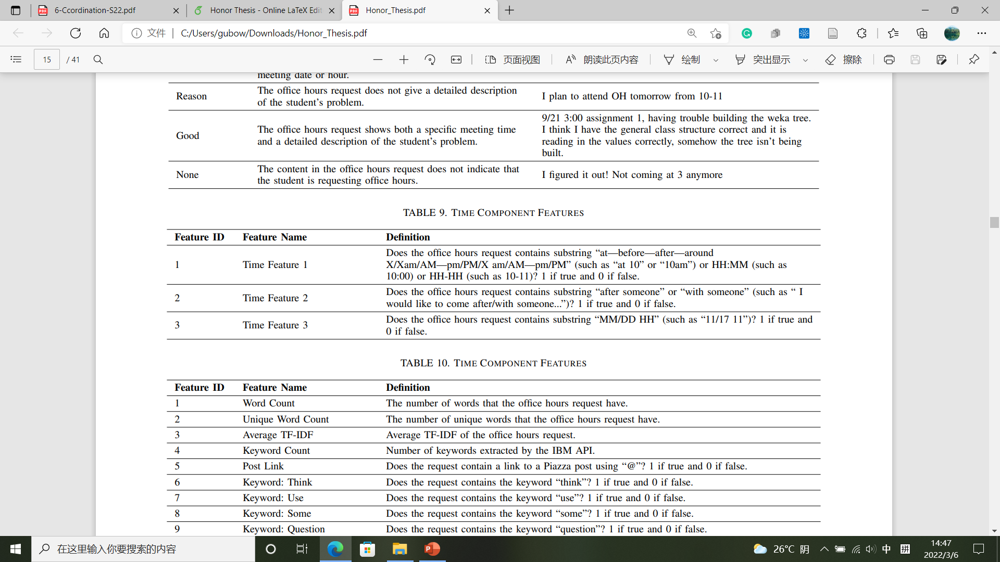 6-Ccordination-S22.pdf
Honor Thesis - Online LaTeX Edit
Honor_Thesis.pdf
文件
C:/Users/gubow/Downloads/Honor_Thesis.pdf
15 / 41
页面视图
朗读此页内容
绘制
突出显示
擦除
meeting date or hour.
Reason
The office hours request does not give a detailed description
of the student's problem.
I plan to attend OH tomorrow from 10-11
Good
The office hours request shows both a specific meeting time
and a detailed description of the student's problem.
9/21 3:00 assignment 1, having trouble building the weka tree.
I think I have the general class structure correct and it is
reading in the values correctly, somehow the tree isn't being
built.
None
The content in the office hours request does not indicate that
the student is requesting office hours.
I figured it out! Not coming at 3 anymore
TABLE 9. TIME COMPONENT FEATURES
Feature ID Feature Name Definition
1 Time Feature 1
Does the office hours request contains substring “at—before—after—around
X/Xam/AM—pm/PM/X am/AM—pm/PM” (such as “at 10” or “10am”) or HH:MM (such as
10:00) or HH-HH (such as 10-11)? 1 if true and 0 if false.
2 Time Feature 2
Does the office hours request contains substring “after someone” or “with someone” (such as “ I
would like to come after/with someone...”)? 1 if true and 0 if false.
3 Time Feature 3
Does the office hours request contains substring “MM/DD HH” (such as “11/17 11”)? 1 if true and
0 if false.
TABLE 10. TIME COMPONENT FEATURES
Feature ID Feature Name Definition
1 Word Count The number of words that the office hours request have.
2 Unique Word Count The number of unique words that the office hours request have.
3 Average TF-IDF Average TF-IDF of the office hours request.
4 Keyword Count Number of keywords extracted by the IBM API.
5 Post Link Does the request contain a link to a Piazza post using “@”? 1 if true and 0 if false.
6 Keyword: Think Does the request contains the keyword “think”? 1 if true and 0 if false.
7 Keyword: Use Does the request contains the keyword “use”? 1 if true and 0 if false.
8 Keyword: Some Does the request contains the keyword “some”? 1 if true and 0 if false.
9 Keyword: Question Does the request contains the keyword “question”? 1 if true and 0 if false.
在这里输入你要搜索的内容
26°C 阴
中
拼
14:47
2022/3/6